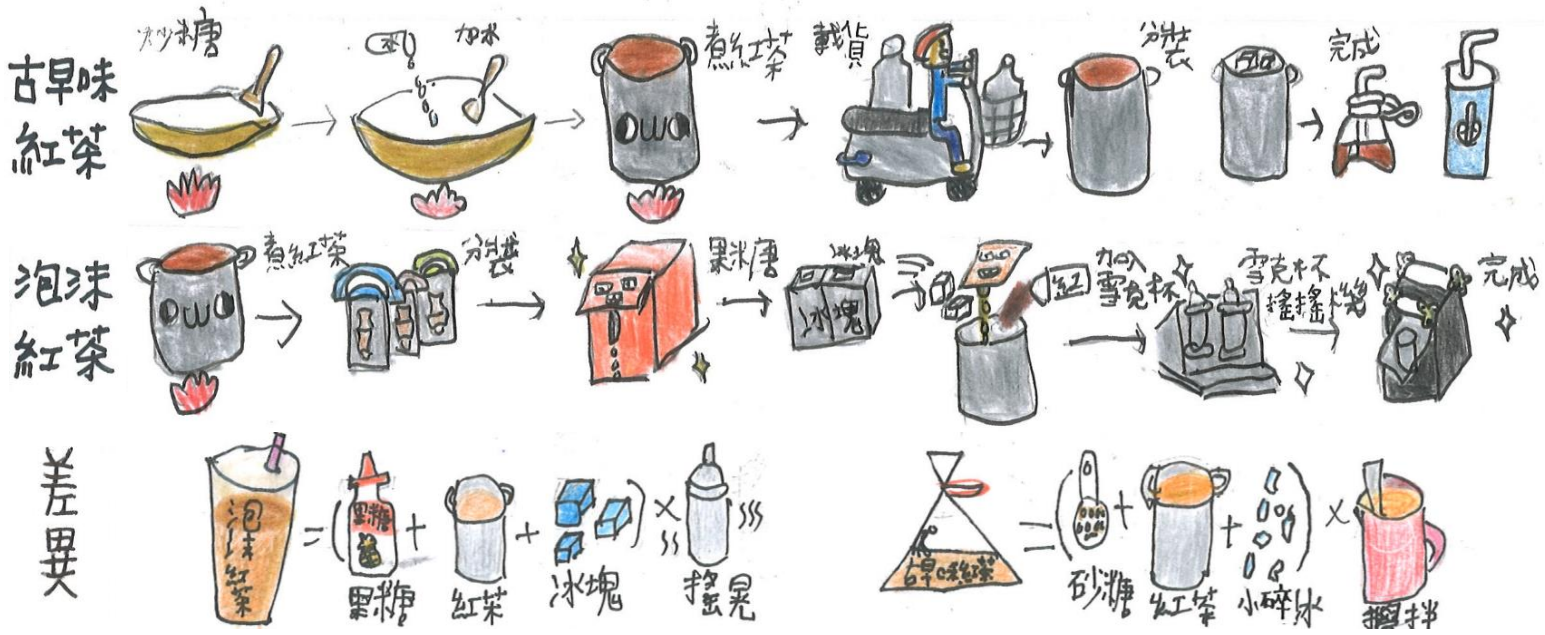 古早味
紅茶
炒糖
加水
煮紅茶
載貨
分裝
完成
泡沫
紅茶
煮紅茶
分裝
果糖
冰塊
冰塊
紅
加入
雪克杯
雪克杯
搖搖機
完成
差異
泡沫紅茶
=(
果糖
果糖
+
紅茶
+
冰塊
)×
搖晃
古早味紅茶
=(
砂糖
+
紅茶
+
小碎冰
)×
攪拌